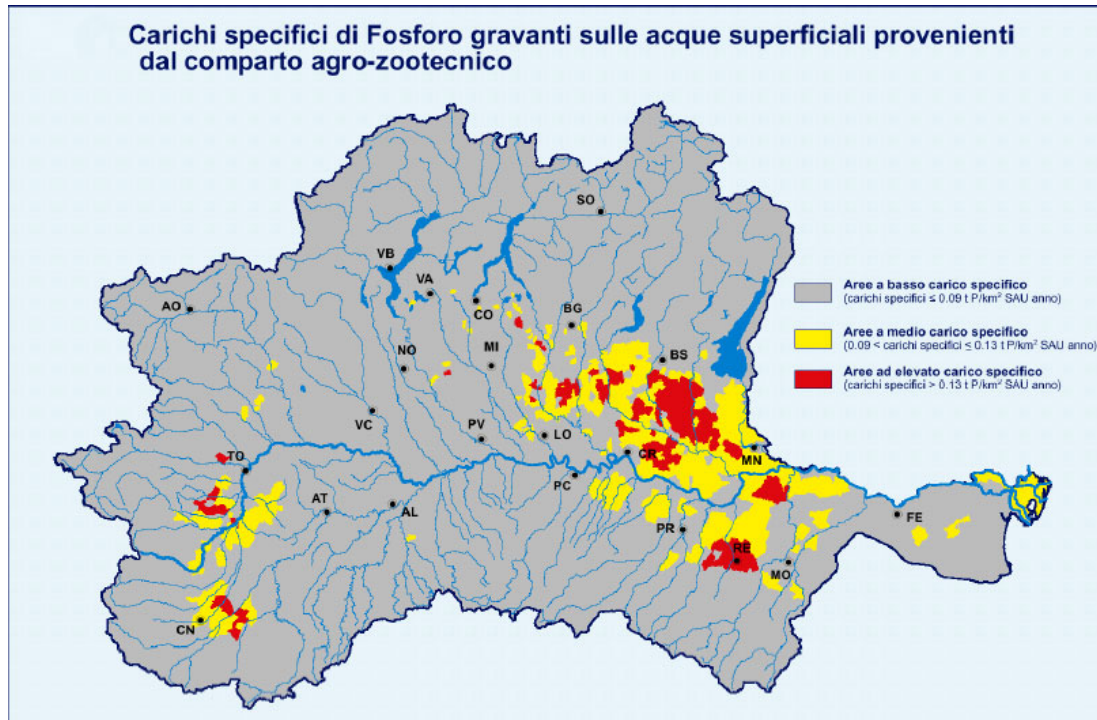 Carichi specifici di Fosforo gravanti sulle acque superficiali provenienti
dal comparto agro-zootecnico
SO
VB
VA
AO
CO
BG
NO
MI
BS
VC
PV
LO
TO
CR
MN
PC
AT
AL
FE
PR
RE
MO
CN
Aree a basso carico specifico
(carichi specifici ≤ 0.09 t P/km² SAU anno)
Aree a medio carico specifico
(0.09 < carichi specifici ≤ 0.13 t P/km² SAU anno)
Aree ad elevato carico specifico
(carichi specifici > 0.13 t P/km² SAU anno)